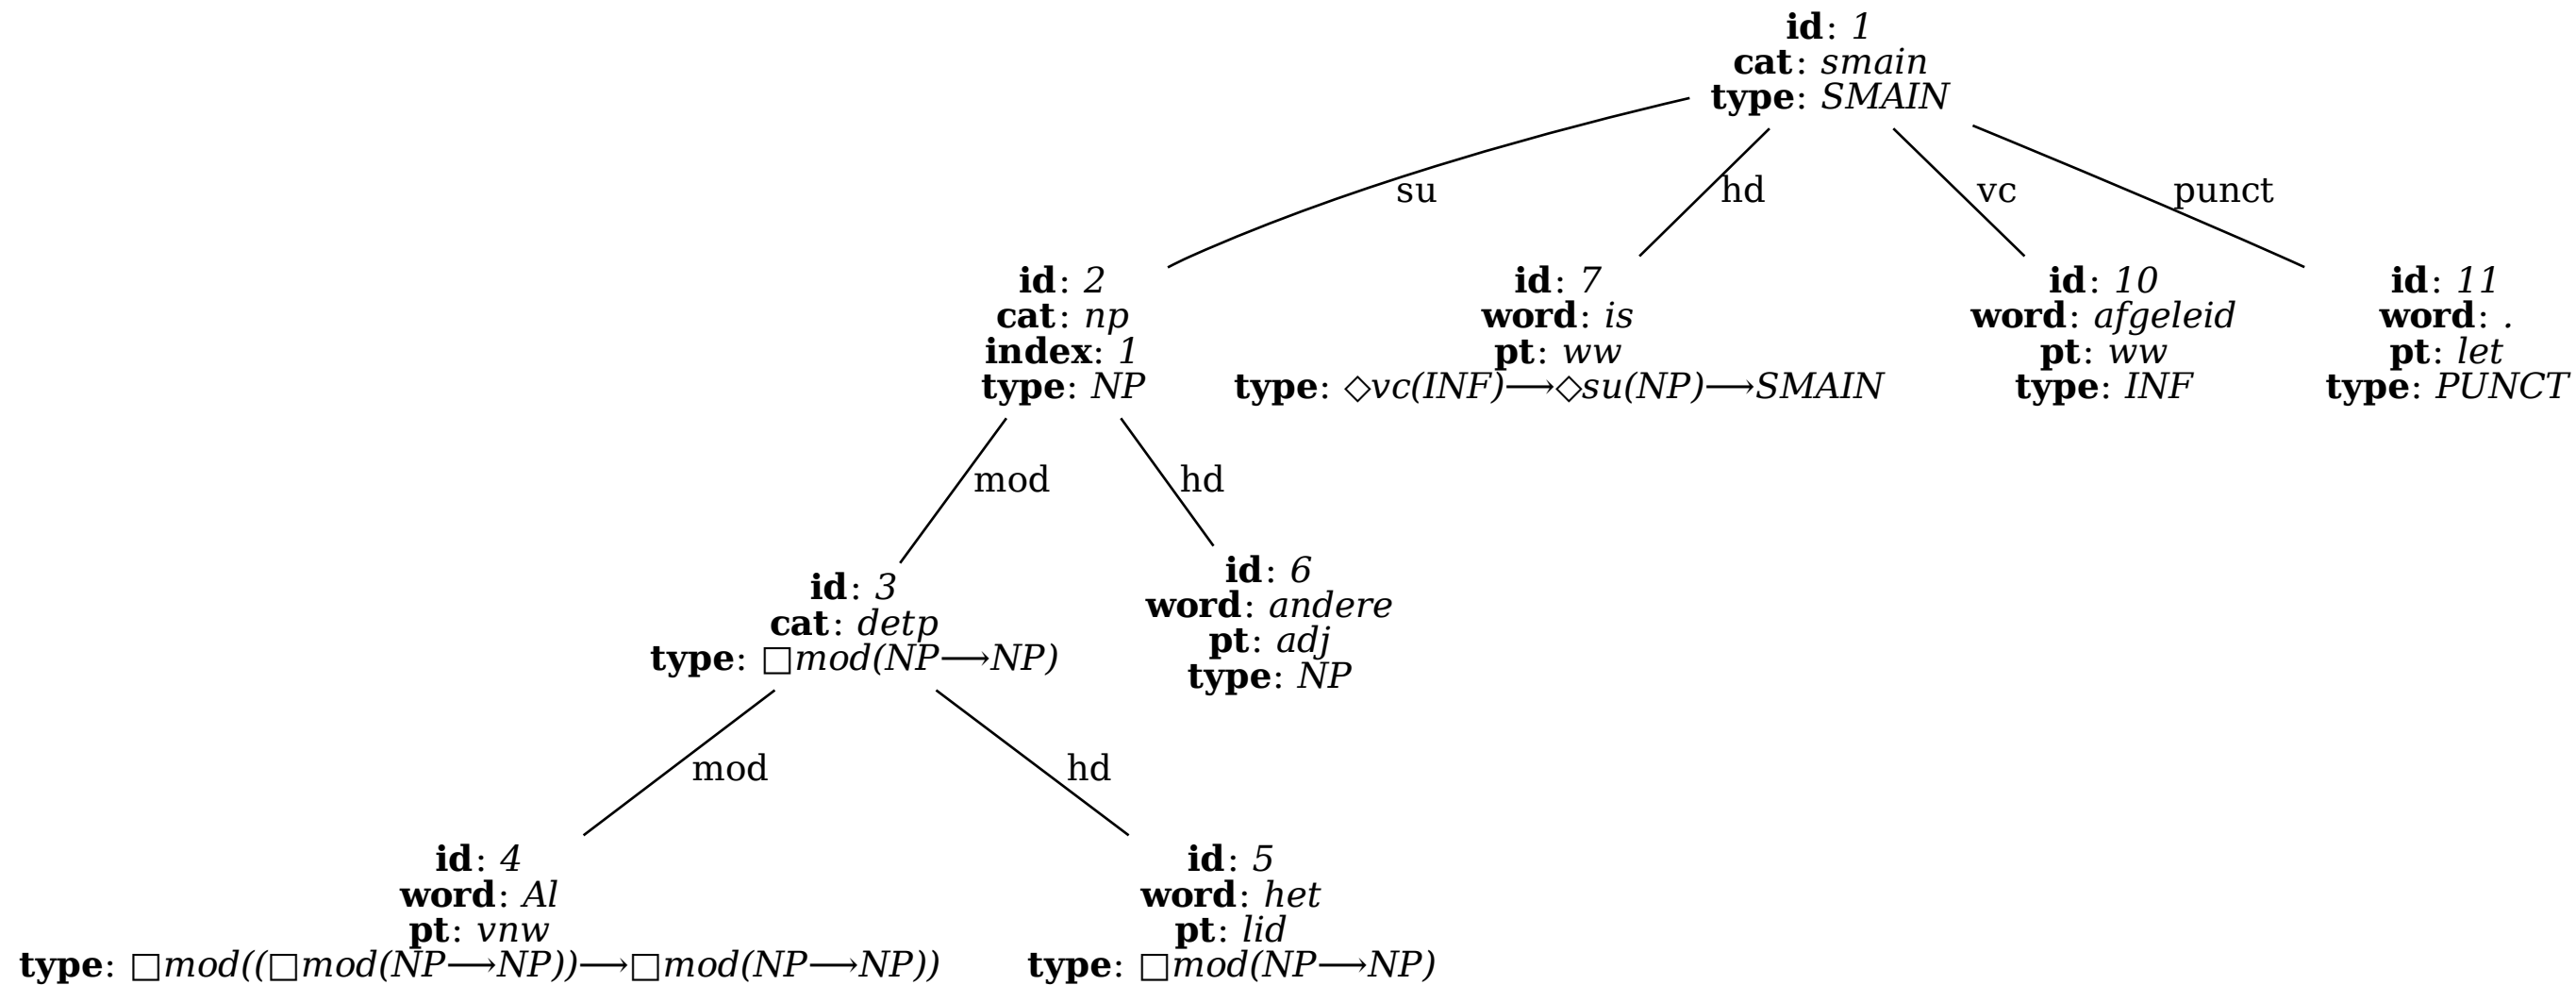 id: 1
cat: smain
type: SMAIN
su
hd
vc
punct
id: 2
cat: np
index: 1
type: NP
id: 7
word: is
pt: ww
type: ◇vc(INF)⟶◇su(NP)⟶SMAIN
id: 10
word: afgeleid
pt: ww
type: INF
id: 11
word: .
pt: let
type: PUNCT
mod
hd
id: 3
cat: detp
type: □mod(NP⟶NP)
id: 6
word: andere
pt: adj
type: NP
mod
hd
id: 4
word: Al
pt: vnw
type: □mod((□mod(NP⟶NP))⟶□mod(NP⟶NP))
id: 5
word: het
pt: lid
type: □mod(NP⟶NP)